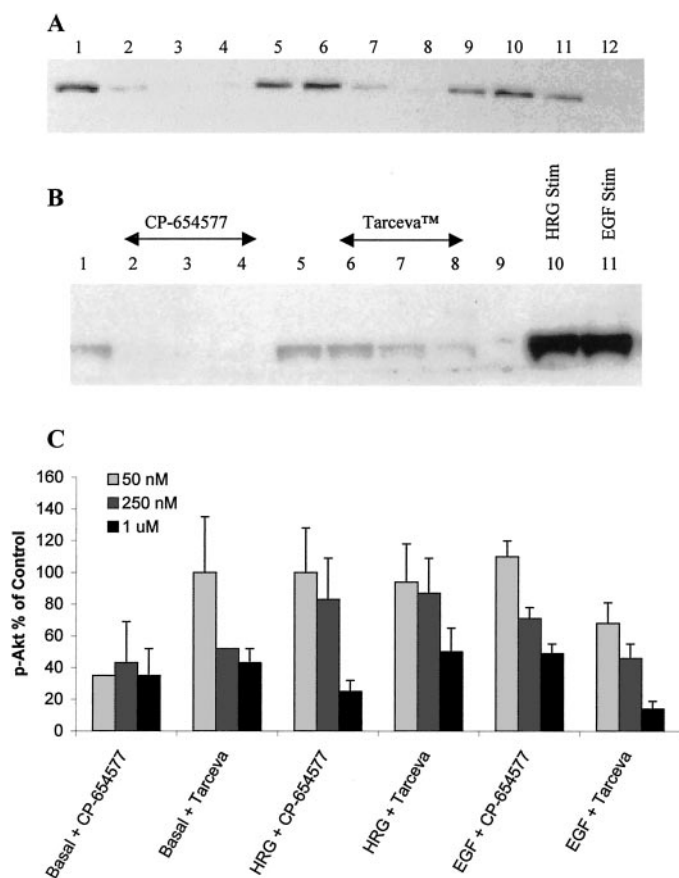 A
1 2 3 4 5 6 7 8 9 10 11 12
B
CP-654577
Tarceva™
HRG Stim
EGF Stim
1 2 3 4 5 6 7 8 9 10 11
C
p-Akt % of Control
160
140
120
100
80
60
40
20
0
50 nM
250 nM
1 uM
Basal + CP-654577
Basal + Tarceva
HRG + CP-654577
HRG + Tarceva
EGF + CP-654577
EGF + Tarceva